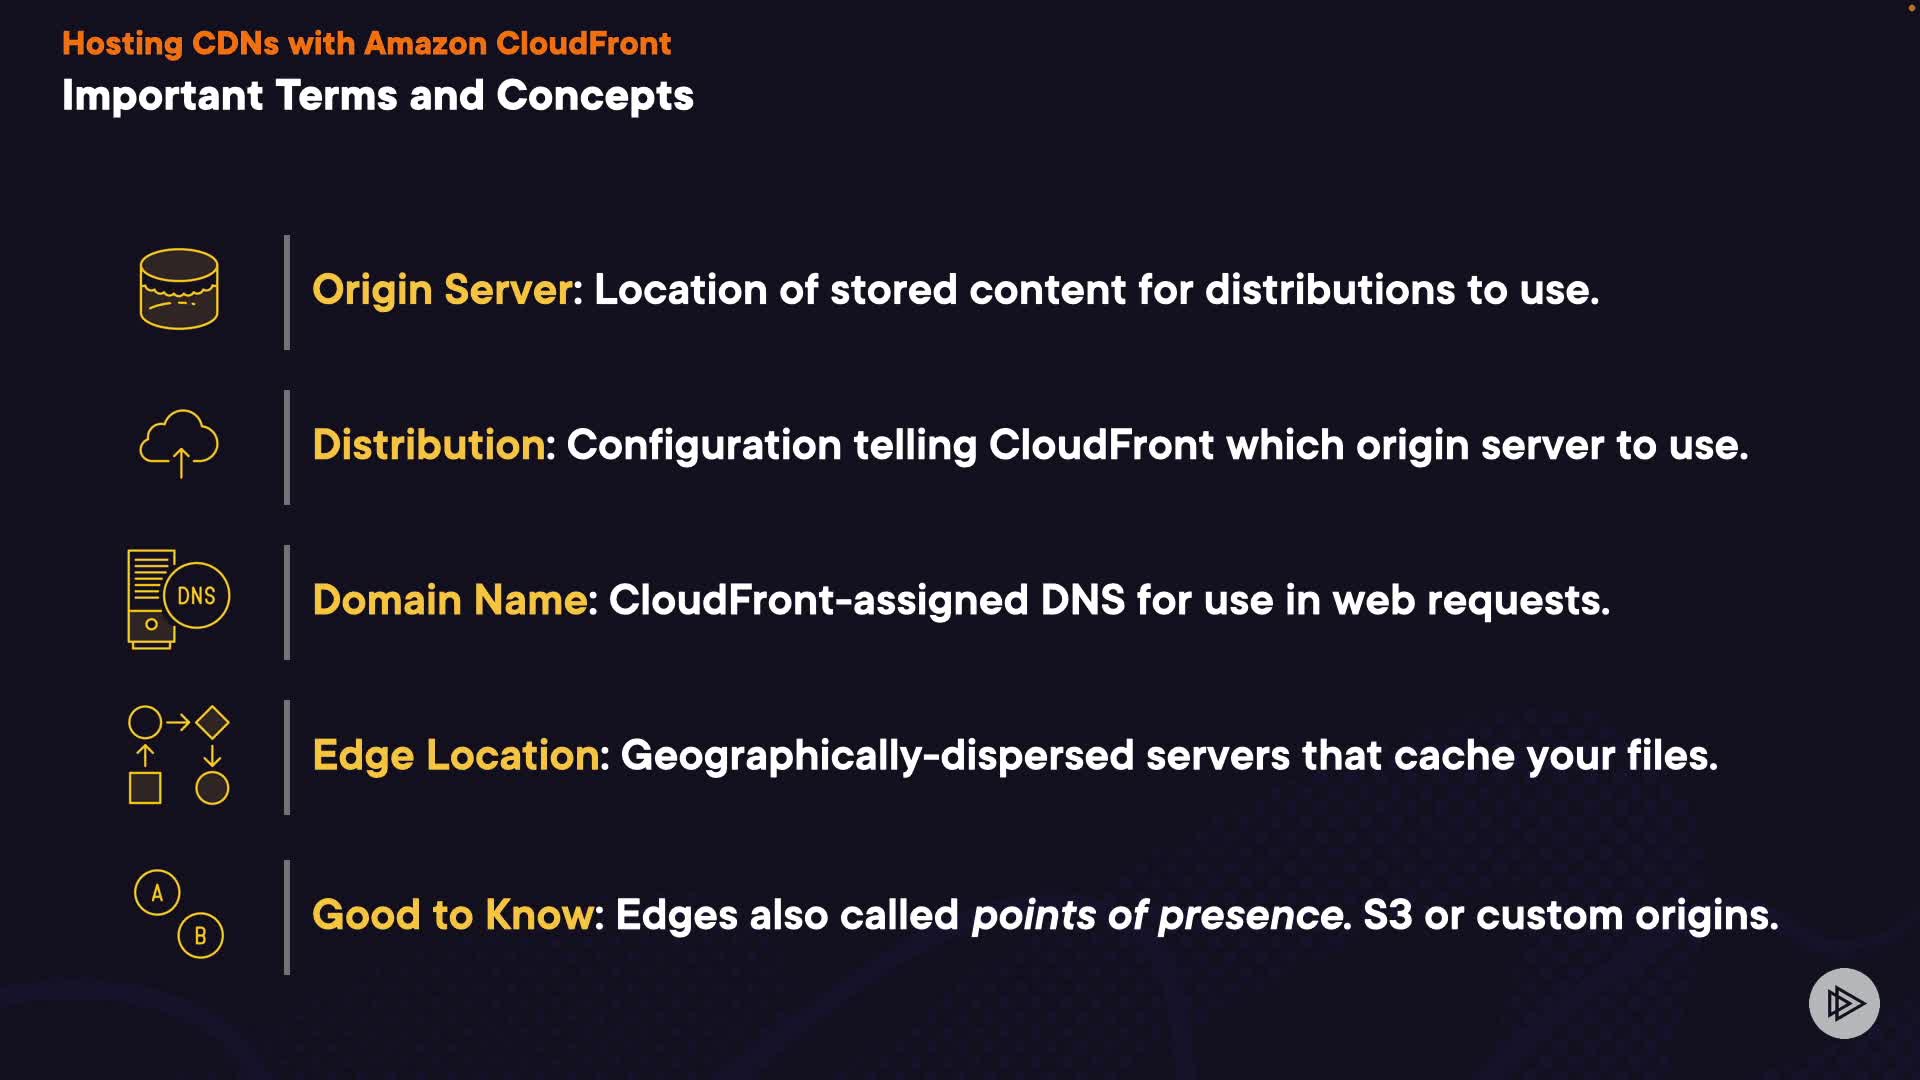 Hosting CDNs with Amazon CloudFront
Important Terms and Concepts
Origin Server: Location of stored content for distributions to use.
Distribution: Configuration telling CloudFront which origin server to use.
DNS
Domain Name: CloudFront-assigned DNS for use in web requests.
Edge Location: Geographically-dispersed servers that cache your files.
A
B
Good to Know: Edges also called points of presence. S3 or custom origins.